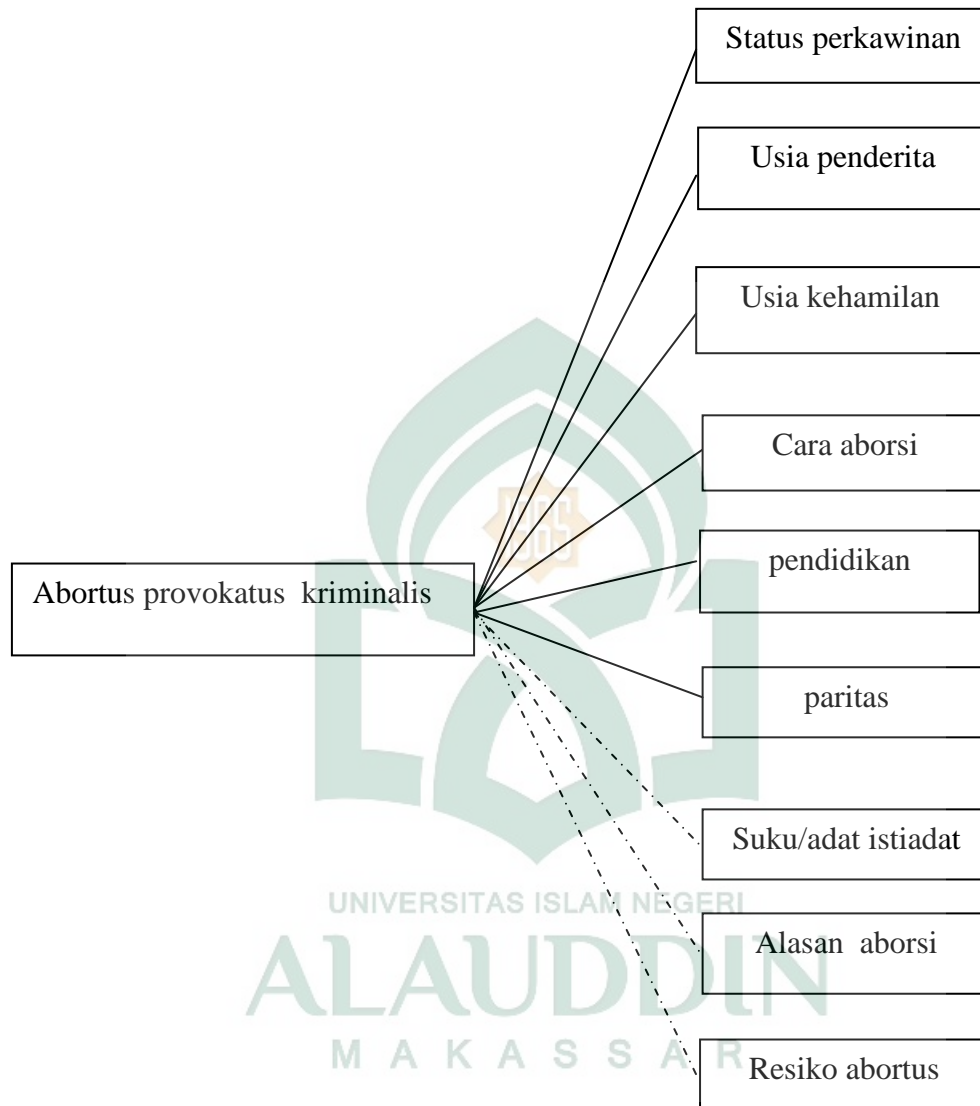 Status perkawinan
Usia penderita
Usia kehamilan
Cara aborsi
pendidikan
Abortus provokatus kriminalis
paritas
Suku/adat istiadat
UNIVERSITAS ISLAM NEGERI
Alasan aborsi
ALAUDDIN
MAKASSAR
Resiko abortus